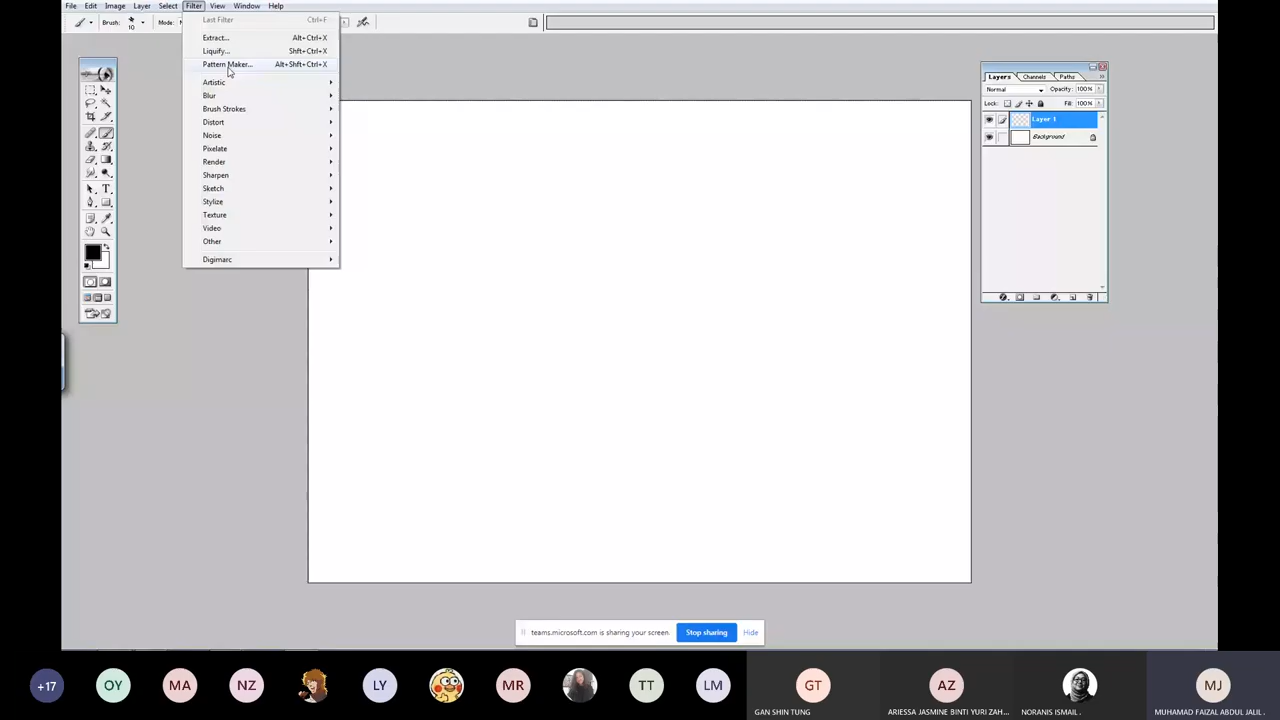 File Edit Image Layer Select Filter View Window Help
Brush: 10 Mode:
Last Filter Ctrl+F
Extract... Alt+Ctrl+X
Liquify... Shft+Ctrl+X
Pattern Maker... Alt+Shft+Ctrl+X
Artistic
Blur
Brush Strokes
Distort
Noise
Pixelate
Render
Sharpen
Sketch
Stylize
Texture
Video
Other
Digimarc
Layers Channels Paths
Normal Opacity: 100%
Lock: Fill: 100%
Layer 1
Background
teams.microsoft.com is sharing your screen. Stop sharing Hide
+17 OY MA NZ LY MR TT LM GT AZ MJ
GAN SHIN TUNG ARIESSA JASMINE BINTI YURI ZAH... NORANIS ISMAIL . MUHAMAD FAIZAL ABDUL JALIL .